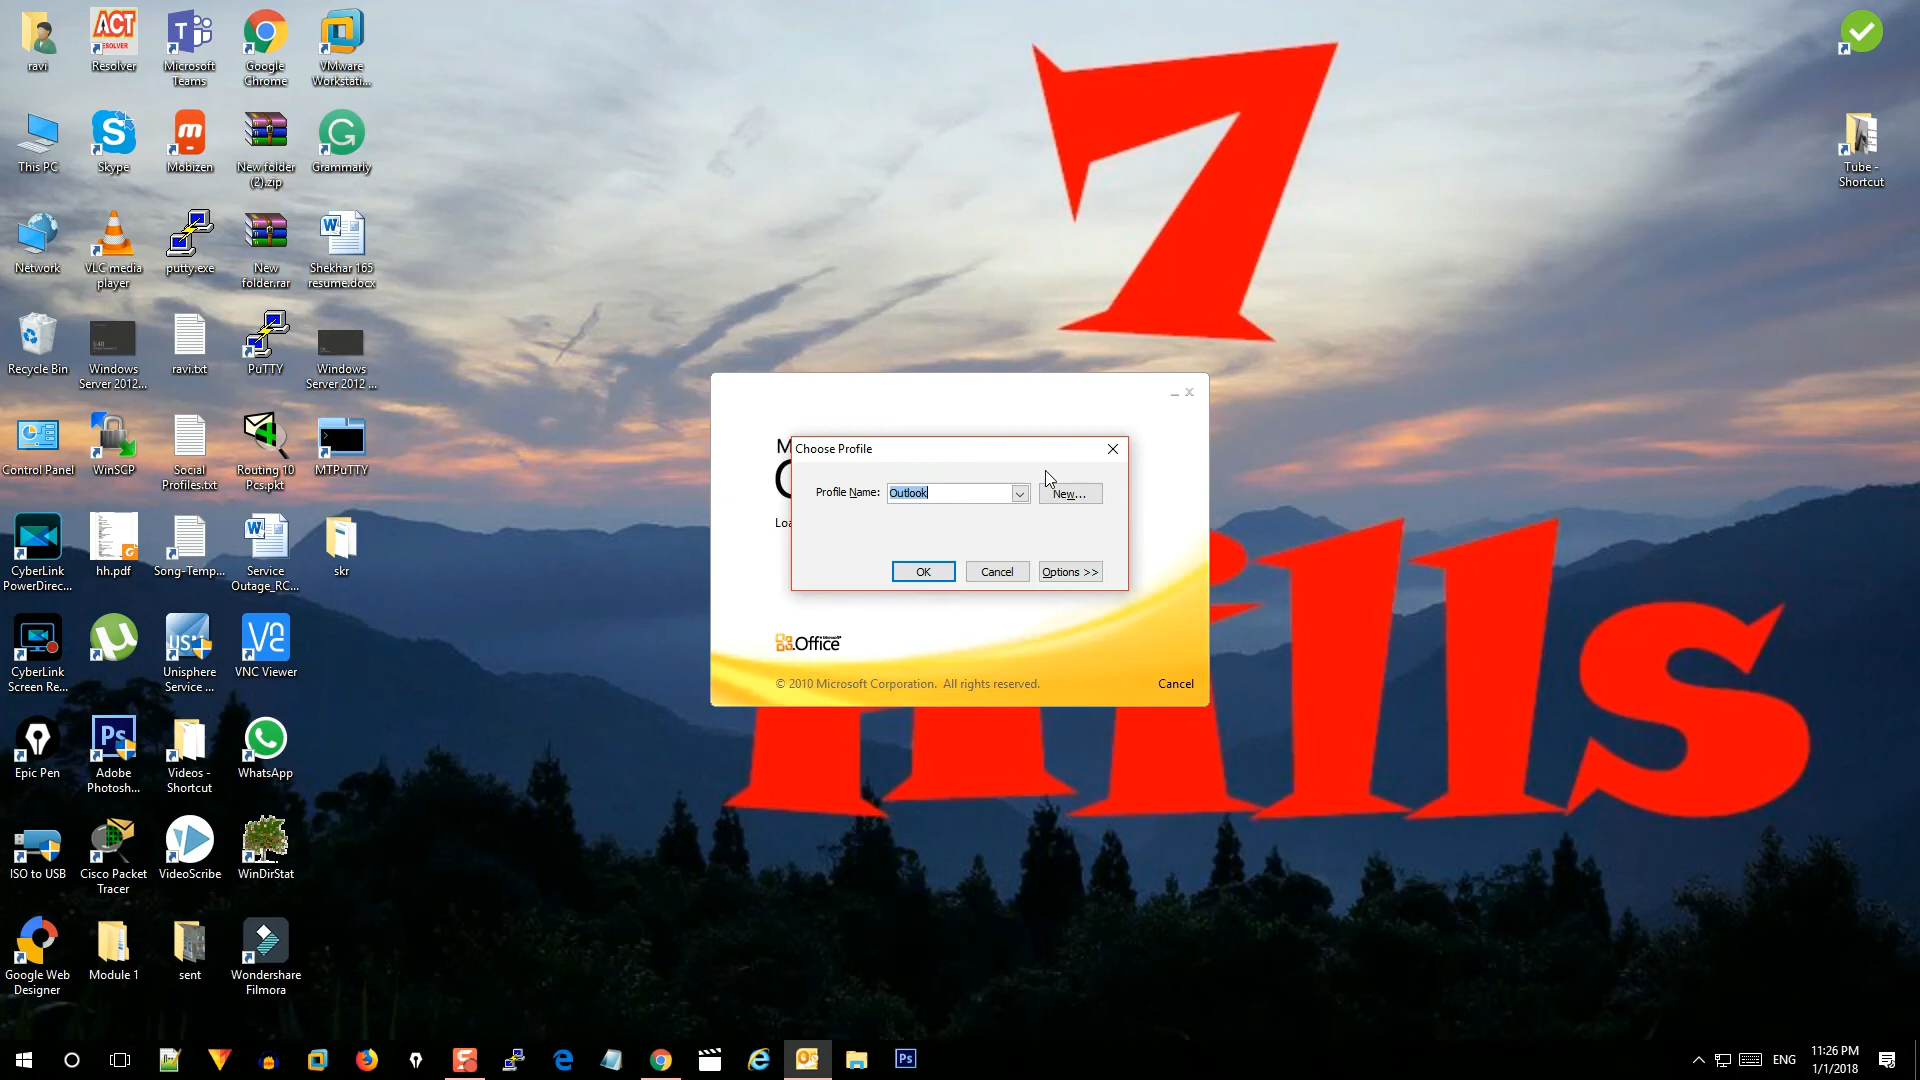 ravi
ACT
RESOLVER
Resolver
Microsoft
Teams
Google
Chrome
VMware
Workstati...
This PC
Skype
Mobizen
New folder
(2).zip
Grammarly
Network
VLC media
player
putty.exe
New
folder.rar
Shekhar 165
resume.docx
Recycle Bin
Windows
Server 2012...
ravi.txt
PuTTY
Windows
Server 2012 ...
Control Panel
WinSCP
Social
Profiles.txt
Routing 10
Pcs.pkt
MTPuTTY
CyberLink
PowerDirec...
hh.pdf
Song-Temp...
Service
Outage_RC...
skr
CyberLink
Screen Re...
Unisphere
Service ...
VNC Viewer
Epic Pen
Adobe
Photosh...
Videos -
Shortcut
WhatsApp
ISO to USB
Cisco Packet
Tracer
VideoScribe
WinDirStat
Google Web
Designer
Module 1
sent
Wondershare
Filmora
Tube -
Shortcut
7
ills
Choose Profile
Profile Name:
Outlook
New...
OK
Cancel
Options >>
Loa
Microsoft
Office
© 2010 Microsoft Corporation. All rights reserved.
Cancel
ENG
11:26 PM
1/1/2018